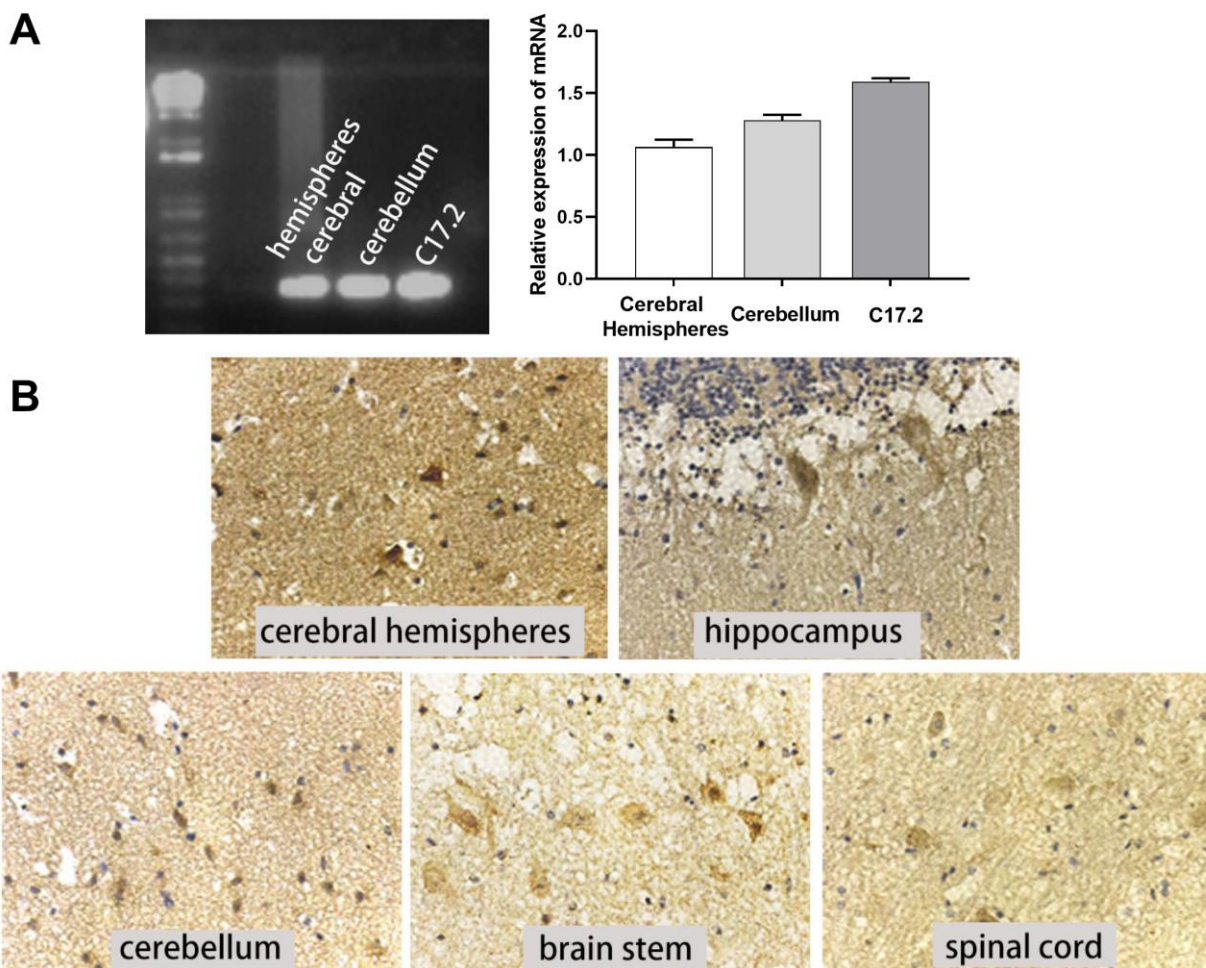 A
hemispheres
cerebral
cerebellum
C17.2
Relative expression of mRNA
2.0
1.5
1.0
0.5
0.0
Cerebral
Hemispheres
Cerebellum
C17.2
B
cerebral hemispheres
hippocampus
cerebellum
brain stem
spinal cord